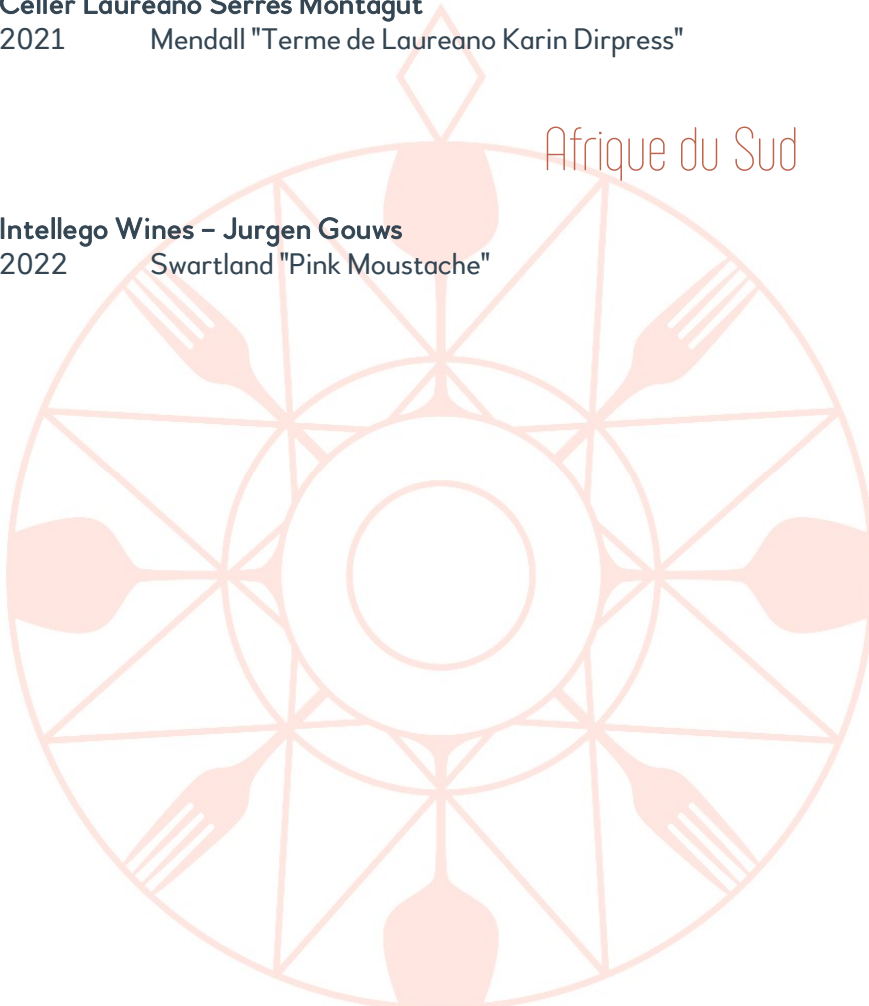 Celler Laureano Serres Montagut
2021 Mendall "Terme de Laureano Karin Dirpress"
Afrique du Sud
Intellego Wines – Jurgen Gouws
2022 Swartland "Pink Moustache"